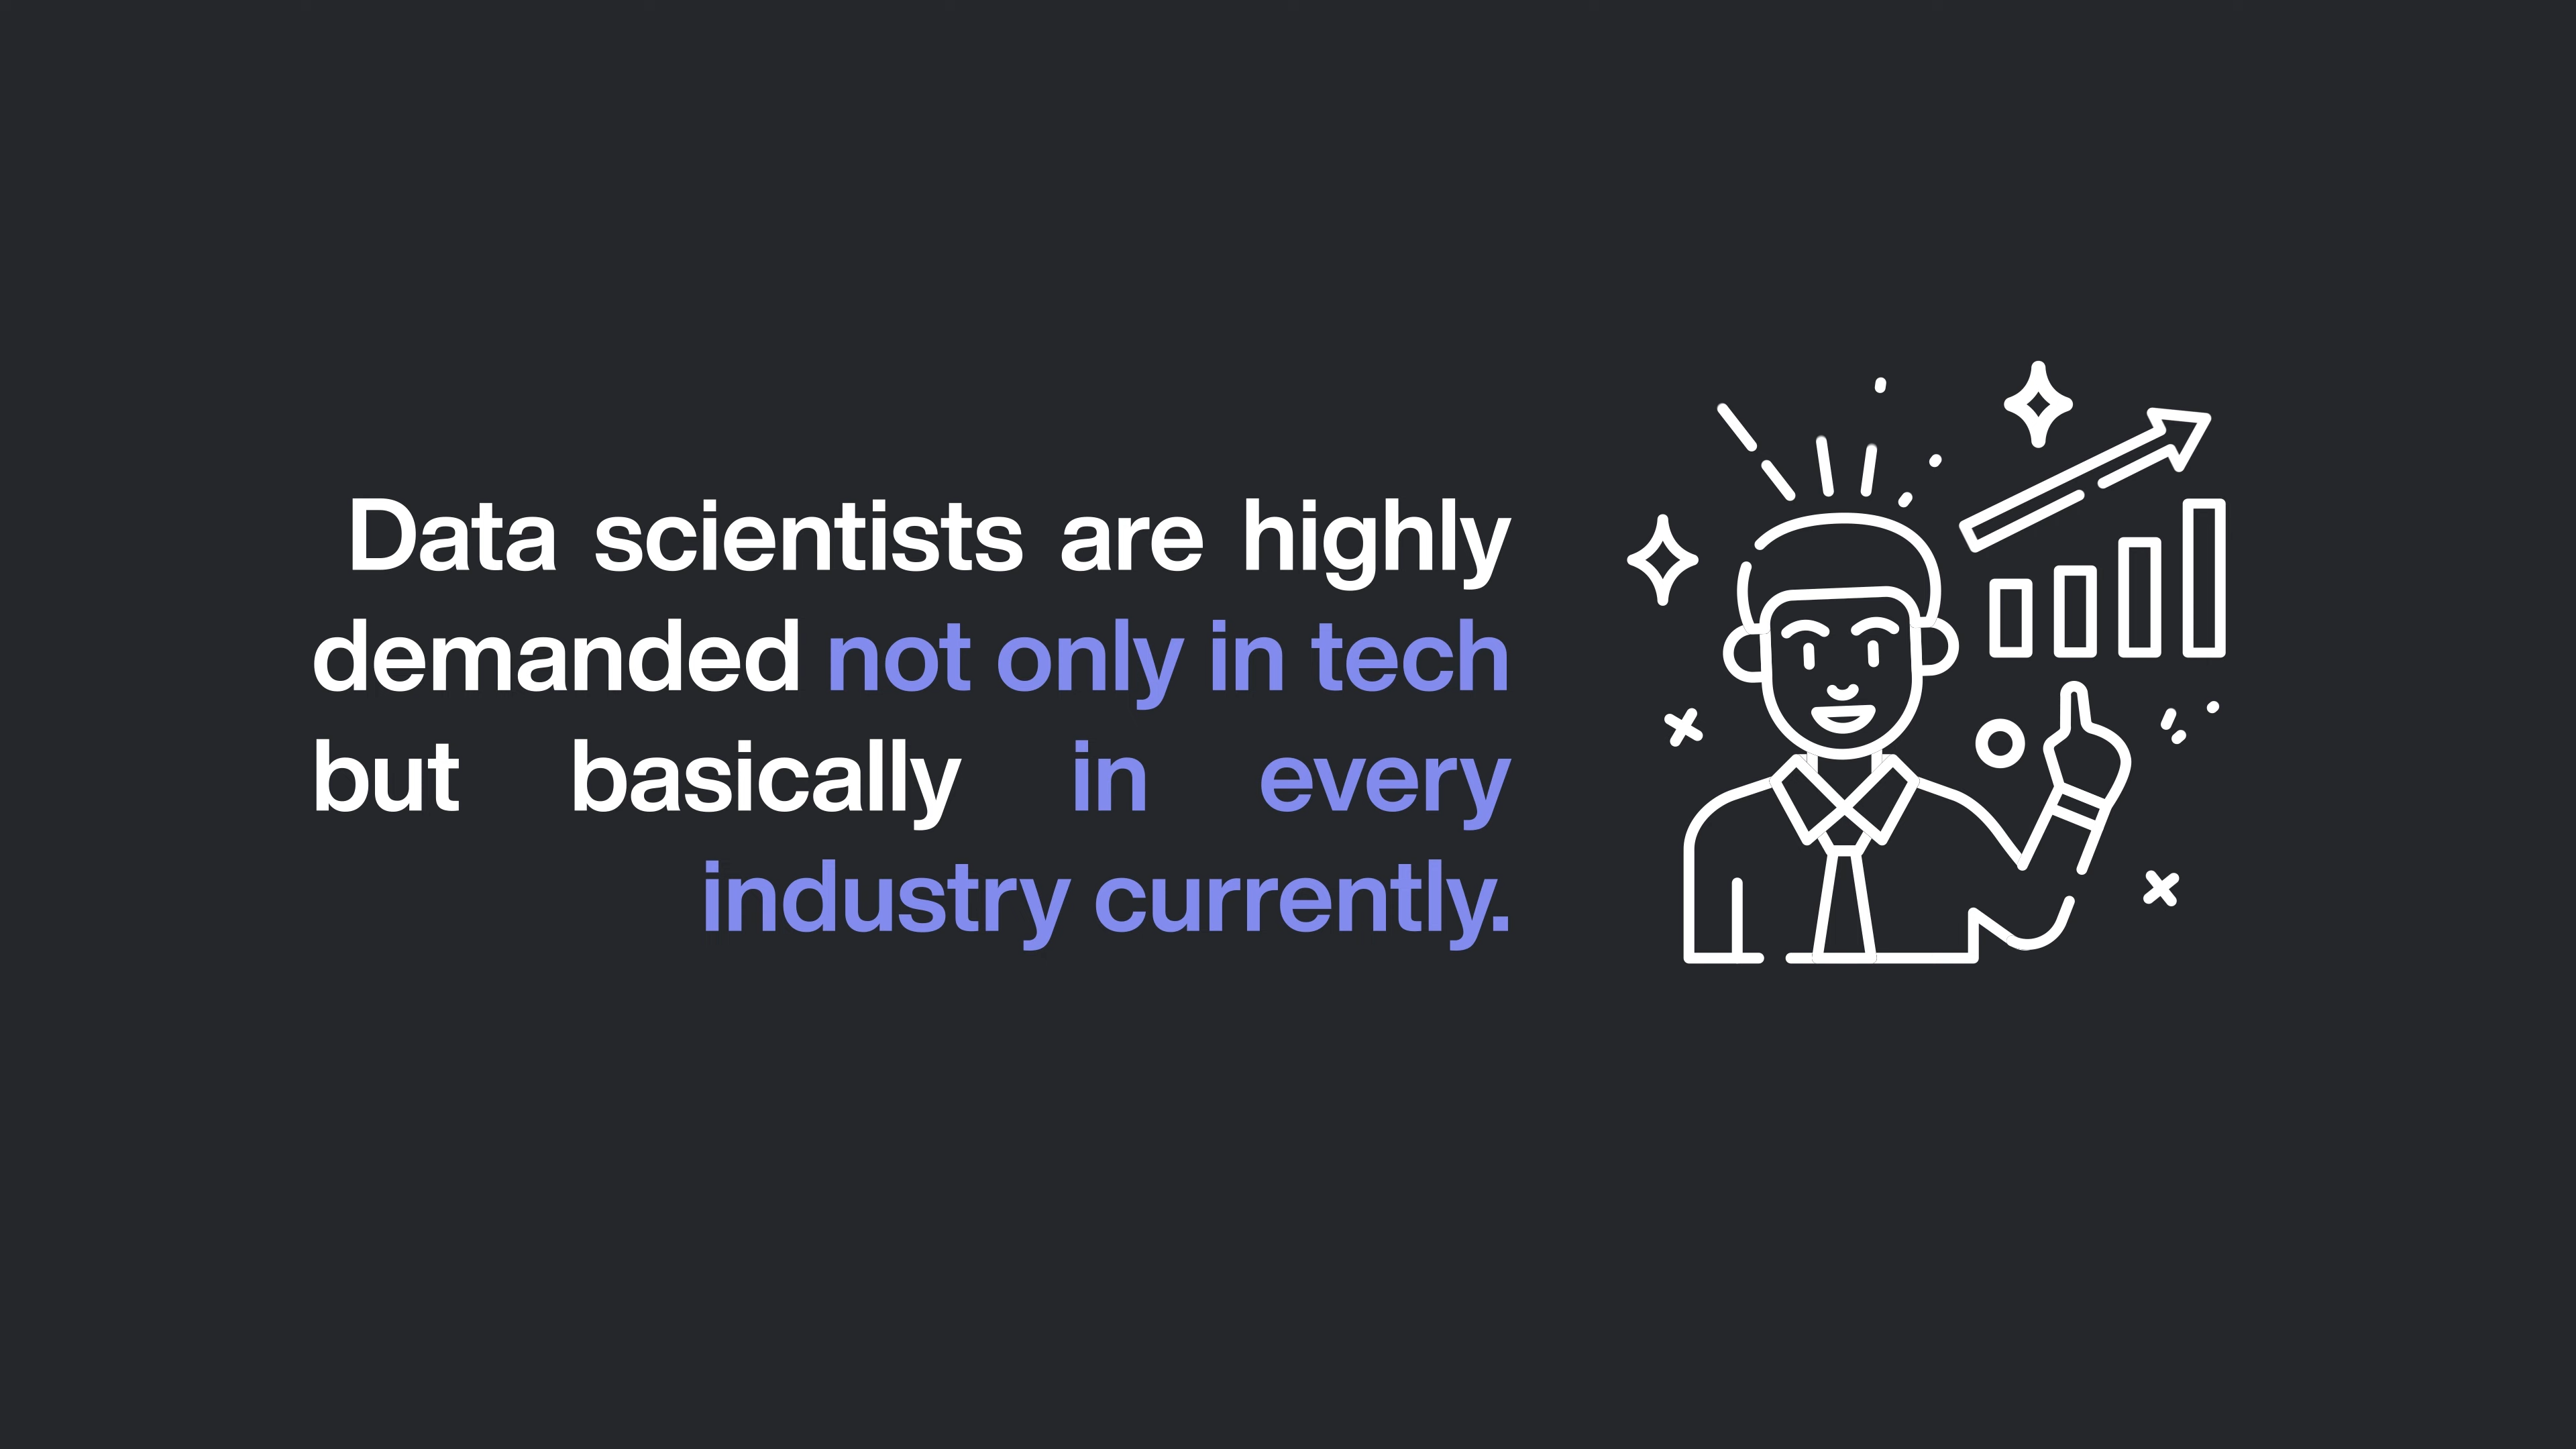 Data scientists are highly
demanded not only in tech
but basically in every
industry currently.